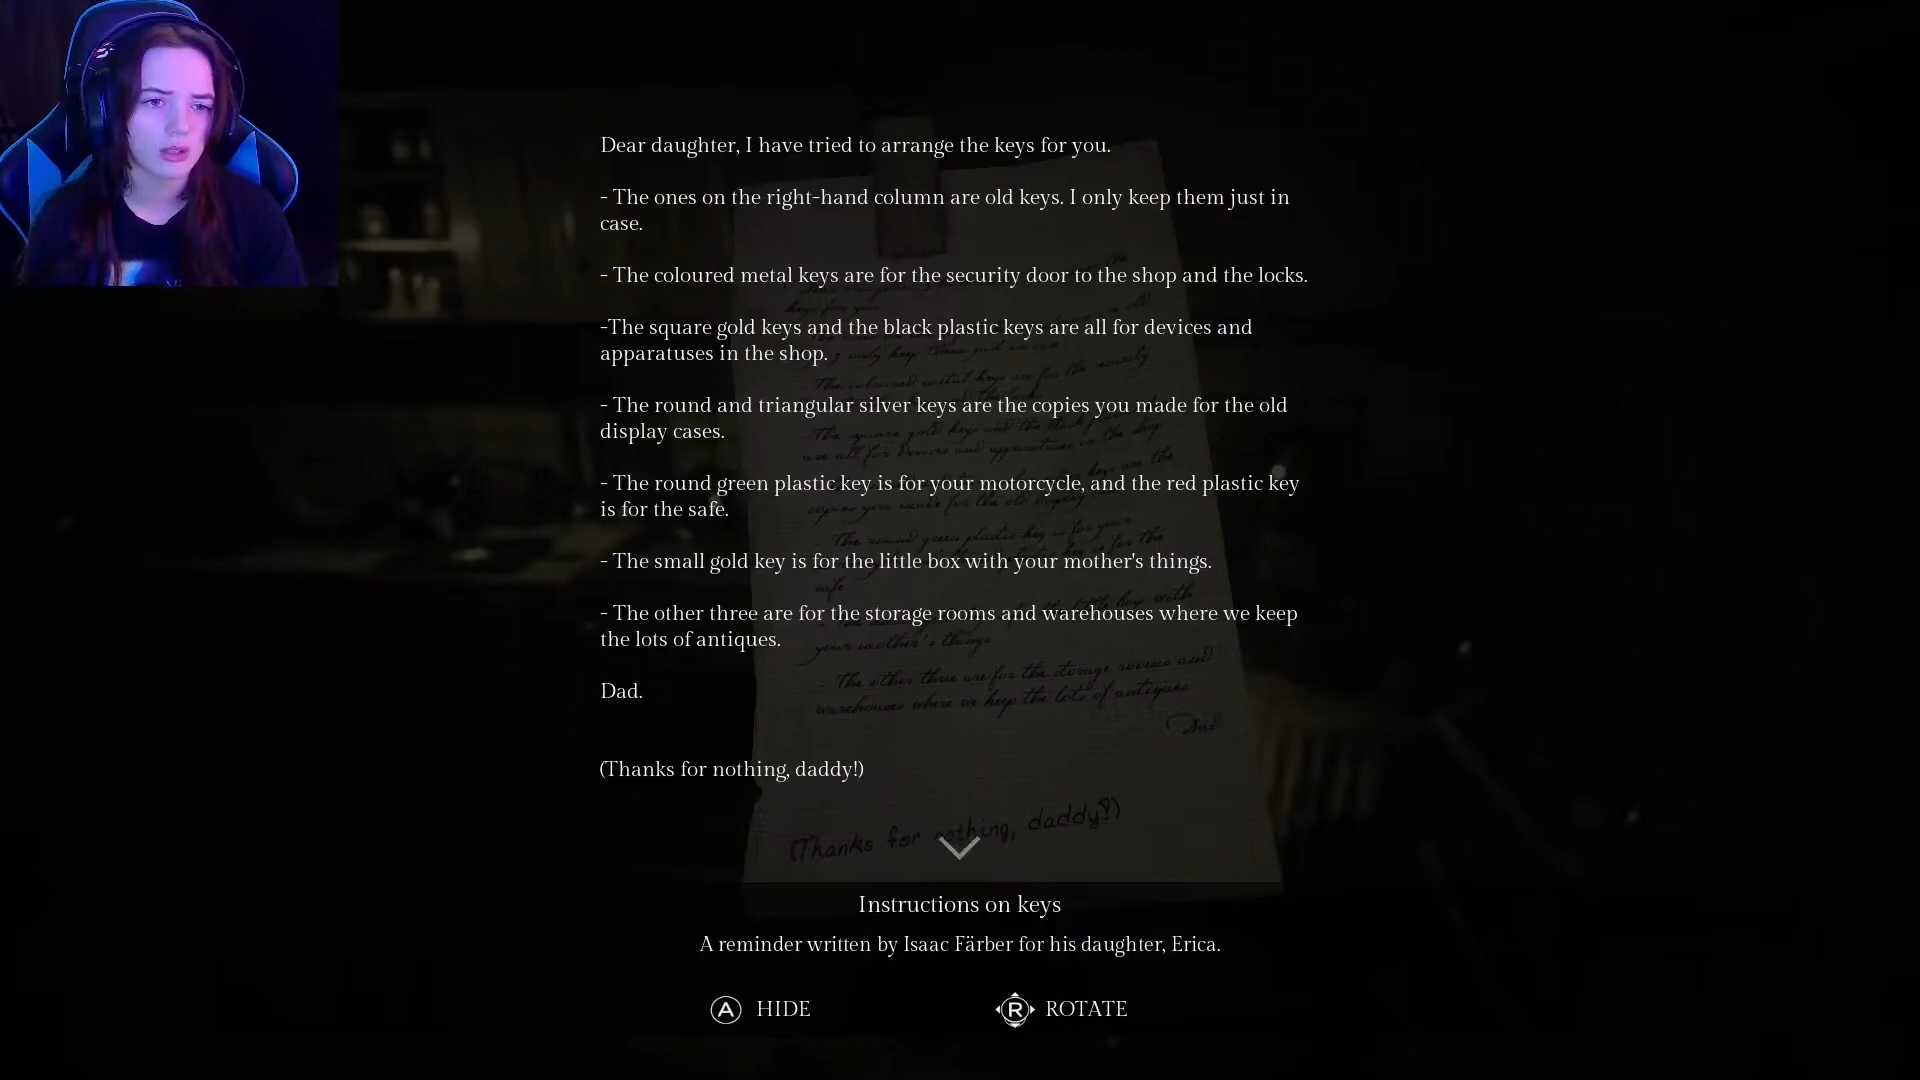 Dear daughter, I have tried to arrange the keys for you.
- The ones on the right-hand column are old keys. I only keep them just in
case.
- The coloured metal keys are for the security door to the shop and the locks.
-The square gold keys and the black plastic keys are all for devices and
apparatuses in the shop.
- The round and triangular silver keys are the copies you made for the old
display cases.
- The round green plastic key is for your motorcycle, and the red plastic key
is for the safe.
- The small gold key is for the little box with your mother's things.
- The other three are for the storage rooms and warehouses where we keep
the lots of antiques.
Dad.
(Thanks for nothing, daddy!)
(Thanks for nothing, daddy!)
Instructions on keys
A reminder written by Isaac Färber for his daughter, Erica.
A HIDE
R ROTATE